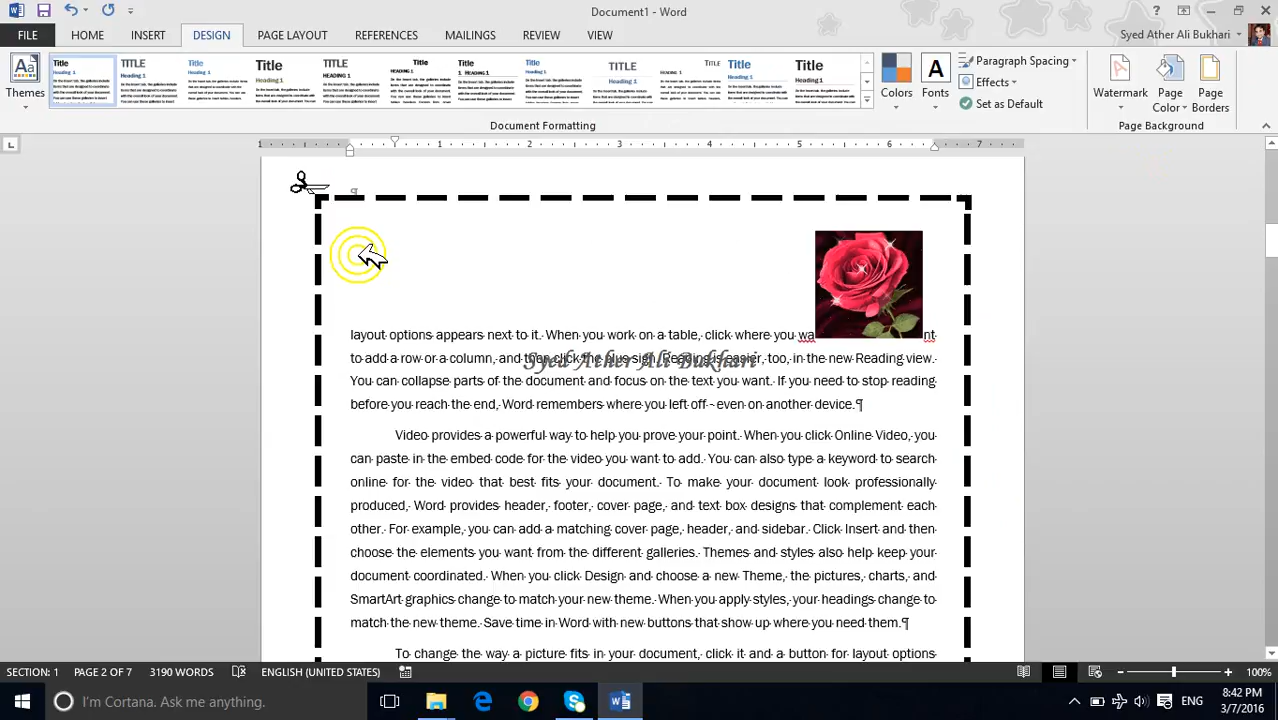 Document1 - Word
FILE HOME INSERT DESIGN PAGE LAYOUT REFERENCES MAILINGS REVIEW VIEW
Syed Ather Ali Bukhari
Themes
Colors
Fonts
Paragraph Spacing
Effects
Set as Default
Watermark
Page Color
Page Borders
Document Formatting
Page Background
1 1 2 3 4 5 6 7
layout options appears next to it. When you work on a table, click where you wa nt
to add a row or a column, and then click the plus sign. Reading is easier, too, in the new Reading view.
Syed Ather Ali Bukhari
You can collapse parts of the document and focus on the text you want. If you need to stop reading
before you reach the end, Word remembers where you left off - even on another device.¶
Video provides a powerful way to help you prove your point. When you click Online Video, you
can paste in the embed code for the video you want to add. You can also type a keyword to search
online for the video that best fits your document. To make your document look professionally
produced, Word provides header, footer, cover page, and text box designs that complement each
other. For example, you can add a matching cover page, header, and sidebar. Click Insert and then
choose the elements you want from the different galleries. Themes and styles also help keep your
document coordinated. When you click Design and choose a new Theme, the pictures, charts, and
SmartArt graphics change to match your new theme. When you apply styles, your headings change to
match the new theme. Save time in Word with new buttons that show up where you need them.¶
To change the way a picture fits in your document, click it and a button for layout options
SECTION: 1 PAGE 2 OF 7 3190 WORDS ENGLISH (UNITED STATES) 100%
I'm Cortana. Ask me anything.
ENG
8:42 PM
3/7/2016